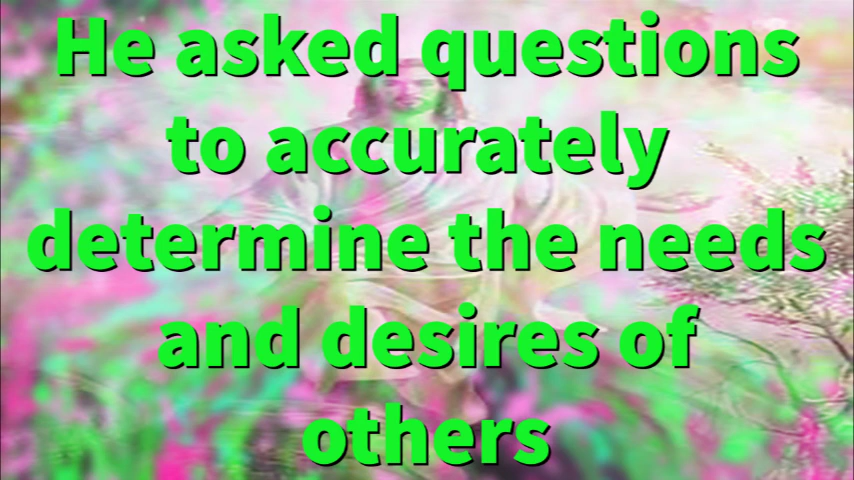 He asked questions
to accurately
determine the needs
and desires of
others